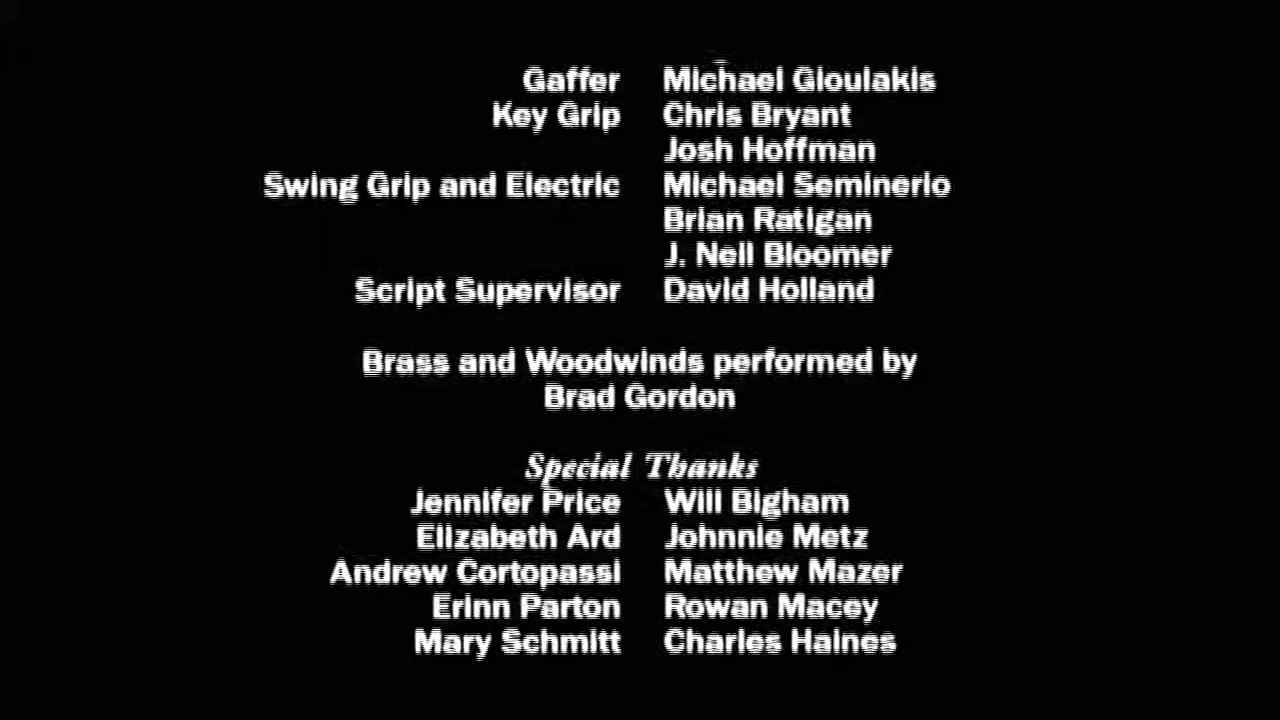 Gaffer Michael Gioulakis
Key Grip Chris Bryant
Josh Hoffman
Swing Grip and Electric Michael Seminerio
Brian Ratigan
J. Neil Bloomer
Script Supervisor David Holland
Brass and Woodwinds performed by
Brad Gordon
Special Thanks
Jennifer Price Will Bigham
Elizabeth Ard Johnnie Metz
Andrew Cortopassi Matthew Mazer
Erinn Parton Rowan Macey
Mary Schmitt Charles Haines